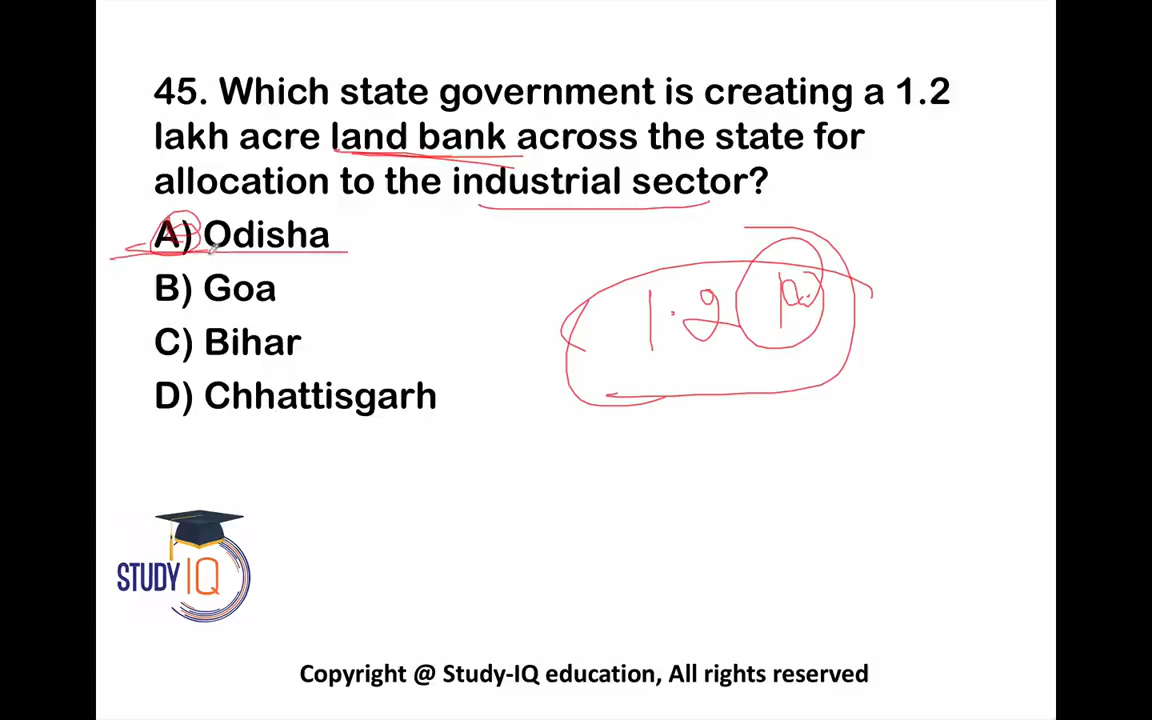 45. Which state government is creating a 1.2
lakh acre land bank across the state for
allocation to the industrial sector?
A) Odisha
B) Goa
C) Bihar
D) Chhattisgarh
1.2
STUDY IQ
Copyright @ Study-IQ education, All rights reserved